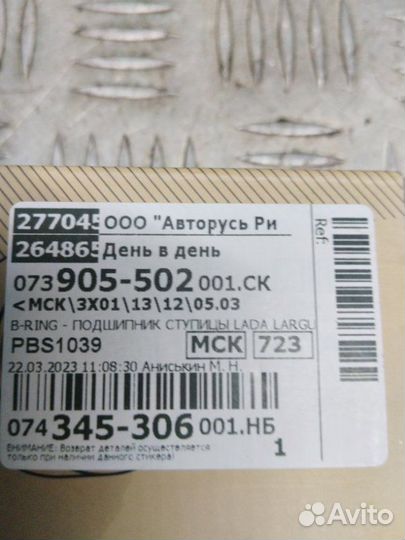 277045 ООО "Авторусь Ри
264865 День в день
073 905-502 001.СК
<МСК\3Х01\13\12\05.03
B-RING - ПОДШИПНИК СТУПИЦЫ LADA LARGU
PBS1039 МСК 723
22.03.2023 11:08:30 Аниськин М. Н.
074 345-306 001.НБ
ВНИМАНИЕ: Возврат деталей осуществляется
только при наличии данного стикера! 1
Ref:
Avito